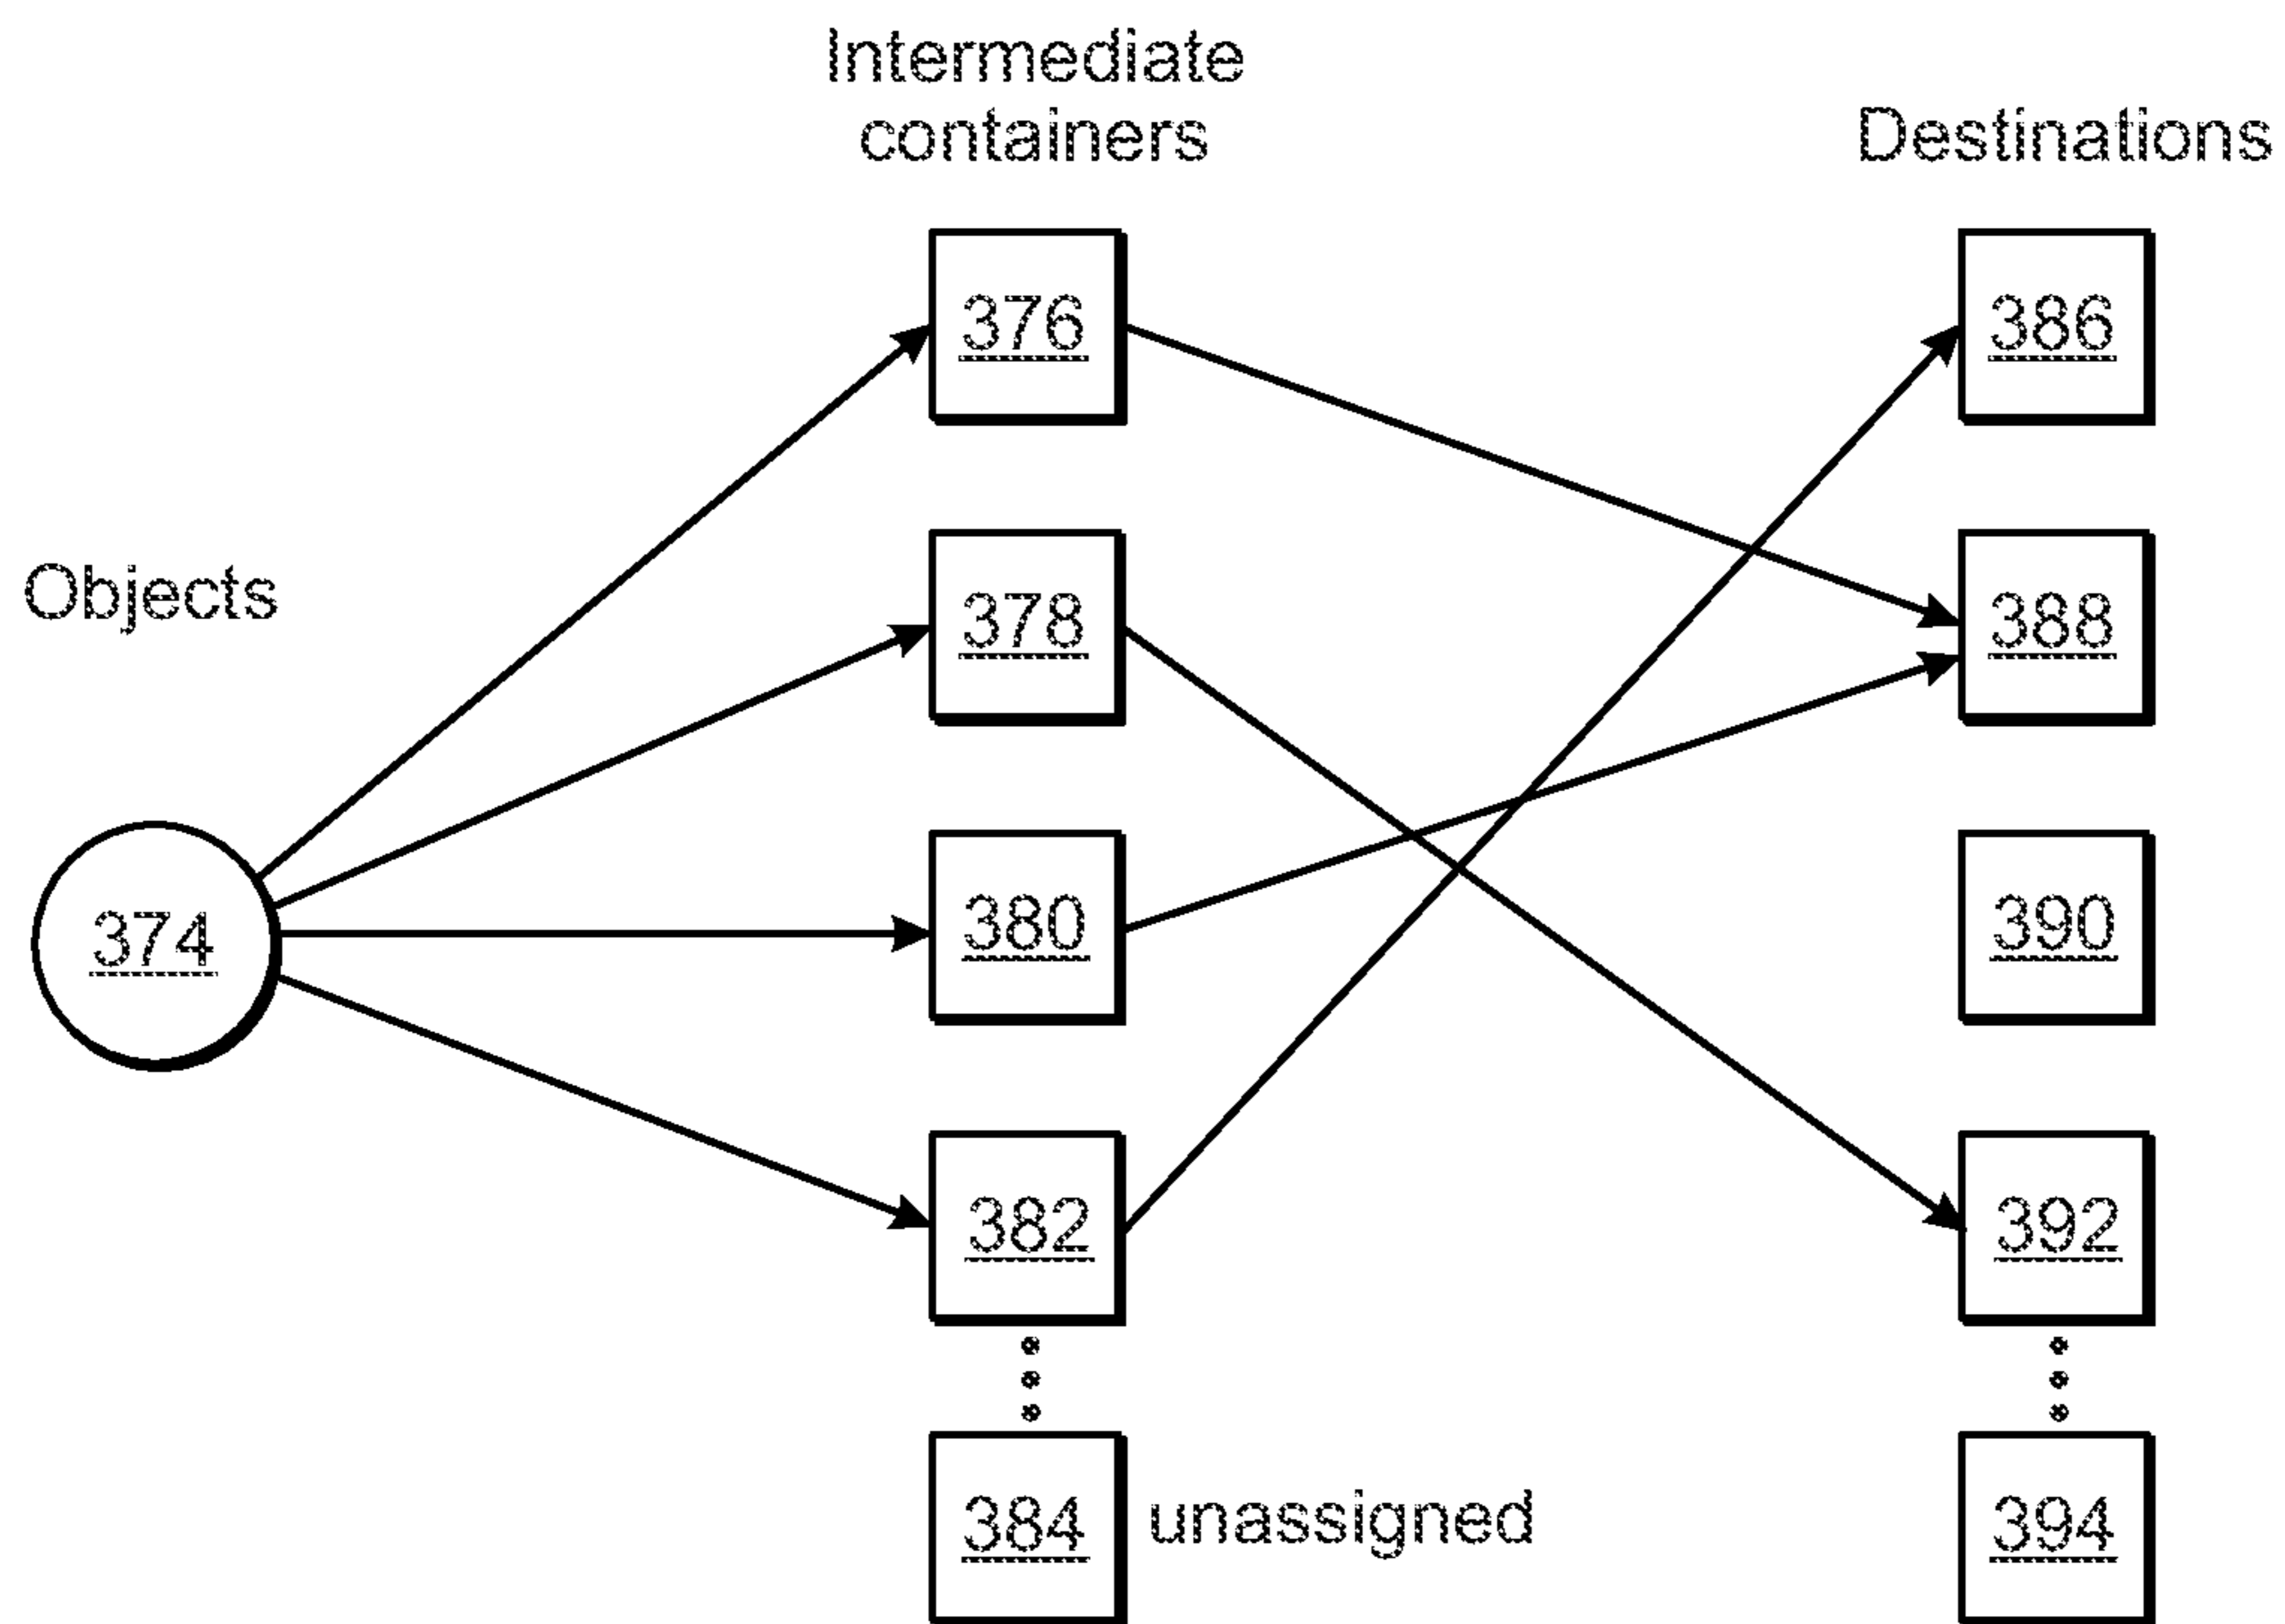 Intermediate
containers
Destinations
Objects
374
376
378
380
382
384 unassigned
386
388
390
392
394